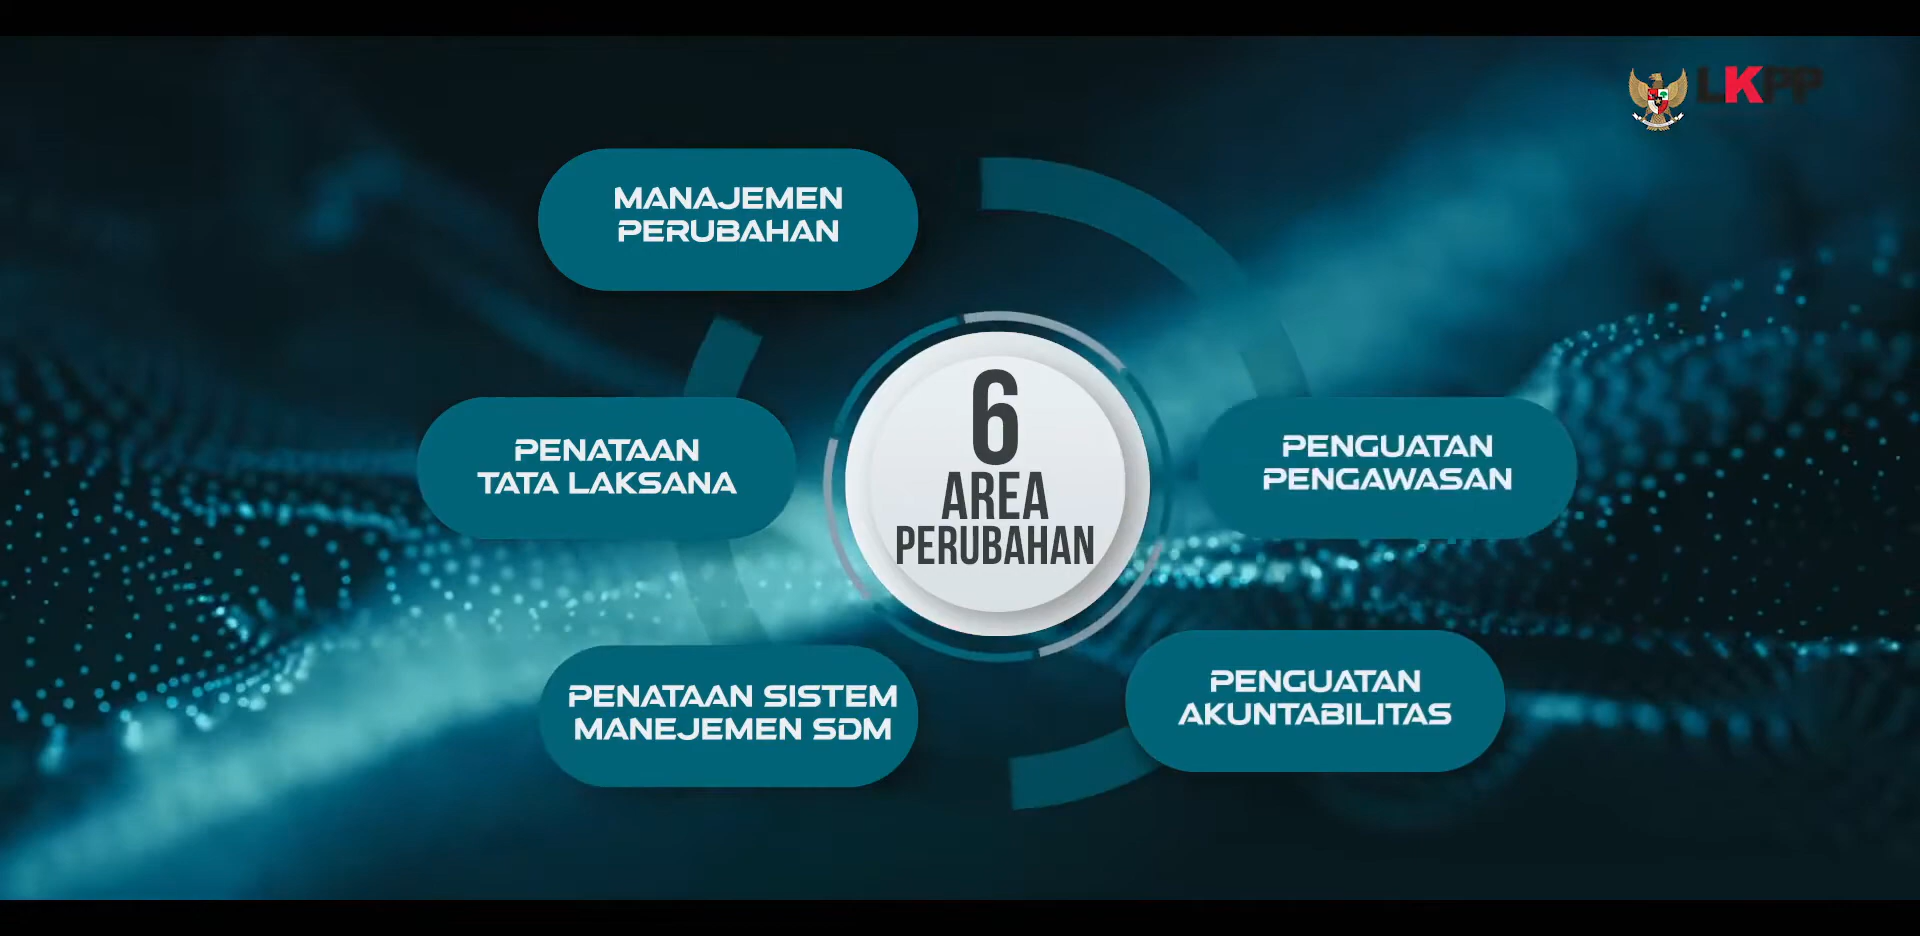 LKPP
MANAJEMEN
PERUBAHAN
PENATAAN
TATA LAKSANA
PENATAAN SISTEM
MANEJEMEN SDM
6
AREA
PERUBAHAN
PENGUATAN
PENGAWASAN
PENGUATAN
AKUNTABILITAS